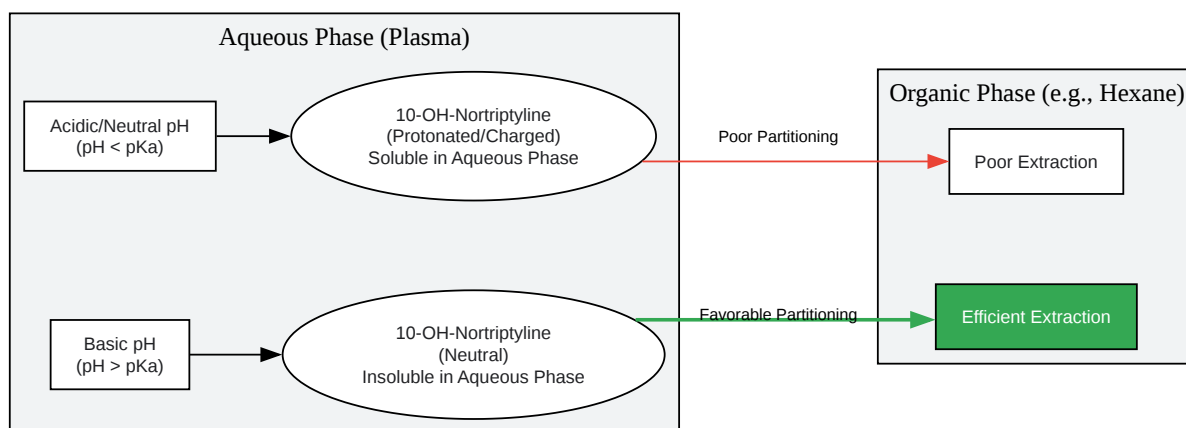 Aqueous Phase (Plasma)
Acidic/Neutral pH
(pH < pKa)
10-OH-Nortriptyline
(Protonated/Charged)
Soluble in Aqueous Phase
Poor Partitioning
Organic Phase (e.g., Hexane)
Poor Extraction
Basic pH
(pH > pKa)
10-OH-Nortriptyline
(Neutral)
Insoluble in Aqueous Phase
Favorable Partitioning
Efficient Extraction